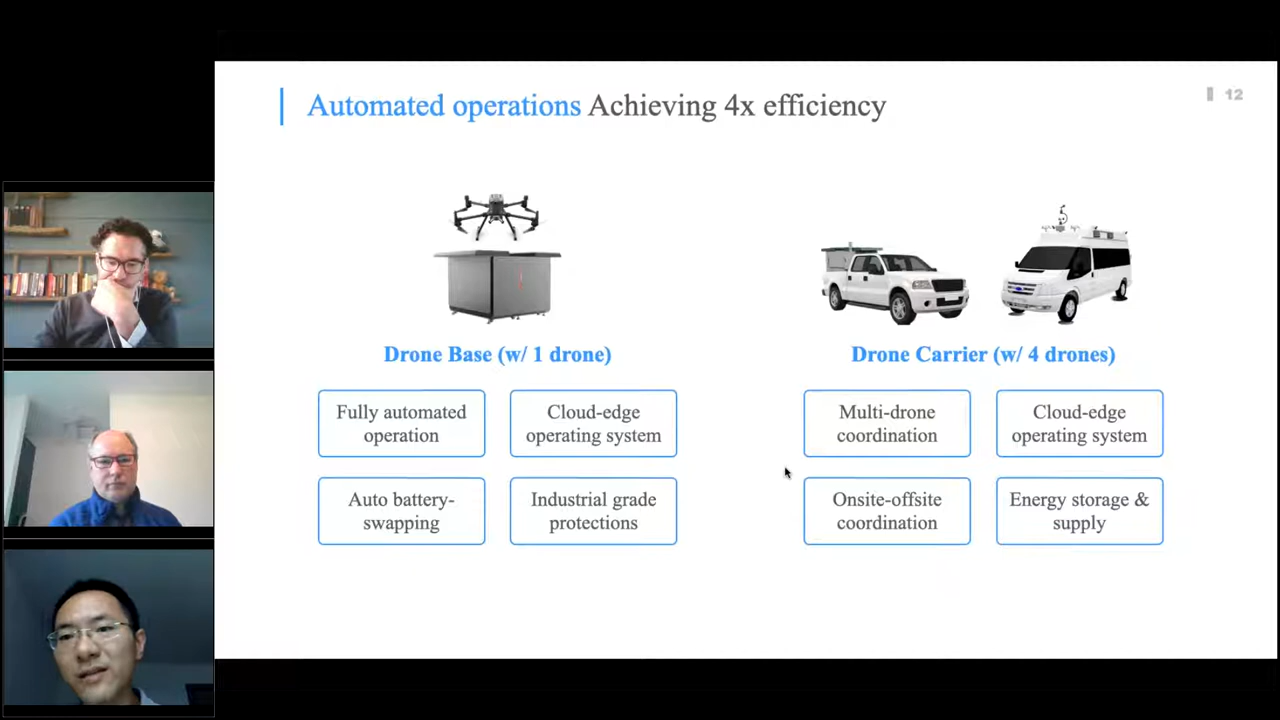 Automated operations Achieving 4x efficiency
12
Drone Base (w/ 1 drone)
Drone Carrier (w/ 4 drones)
Fully automated
operation
Cloud-edge
operating system
Multi-drone
coordination
Cloud-edge
operating system
Auto battery-
swapping
Industrial grade
protections
Onsite-offsite
coordination
Energy storage &
supply